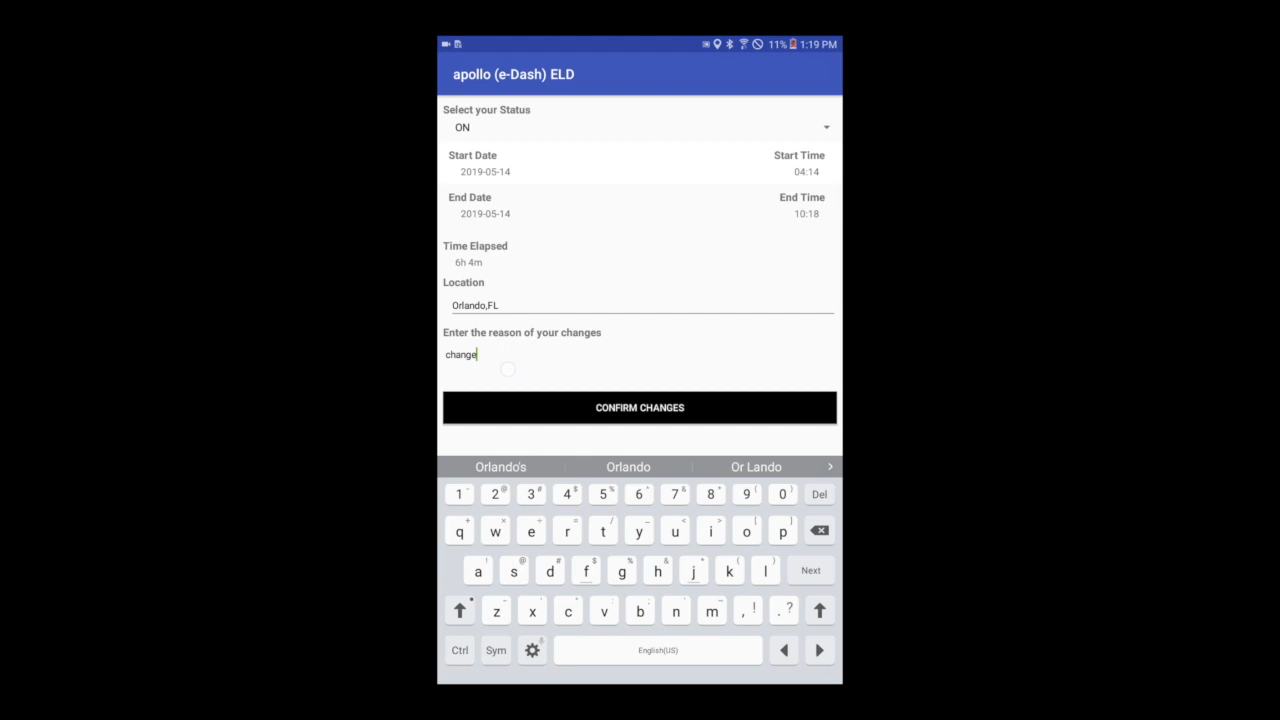 11% 1:19 PM
apollo (e-Dash) ELD
Select your Status
ON
Start Date Start Time
2019-05-14 04:14
End Date End Time
2019-05-14 10:18
Time Elapsed
6h 4m
Location
Orlando,FL
Enter the reason of your changes
change
CONFIRM CHANGES
Orlando's Orlando Or Lando >
1 2 3 4 5 6 7 8 9 0 Del
q w e r t y u i o p
a s d f g h j k l Next
z x c v b n m , ! . ?
Ctrl Sym English(US)